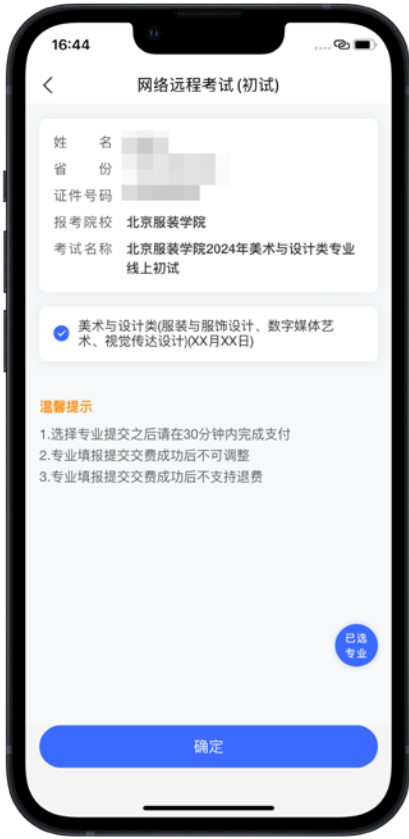 16:44
网络远程考试(初试)
姓 名
省 份
证件号码
报考院校 北京服装学院
考试名称 北京服装学院2024年美术与设计类专业
线上初试
美术与设计类(服装与服饰设计、数字媒体艺
术、视觉传达设计)(XX月XX日)
温馨提示
1.选择专业提交之后请在30分钟内完成支付
2.专业填报提交交费成功后不可调整
3.专业填报提交交费成功后不支持退费
已选
专业
确定